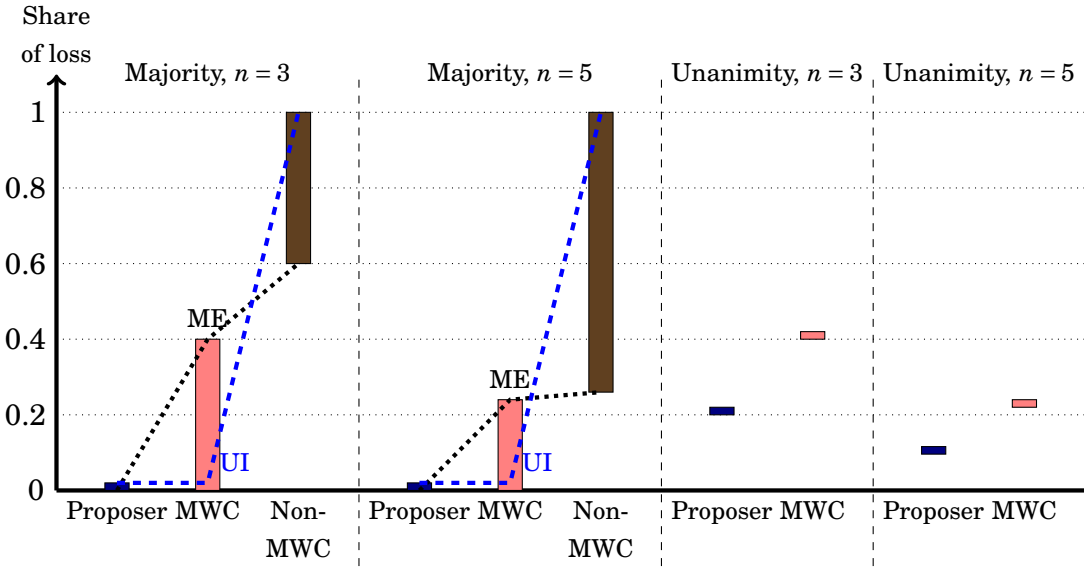 Share
of loss
Majority, n = 3
Majority, n = 5
Unanimity, n = 3
Unanimity, n = 5
1
0.8
0.6
0.4
0.2
0
ME
UI
ME
UI
Proposer MWC Non-
MWC
Proposer MWC Non-
MWC
Proposer MWC
Proposer MWC